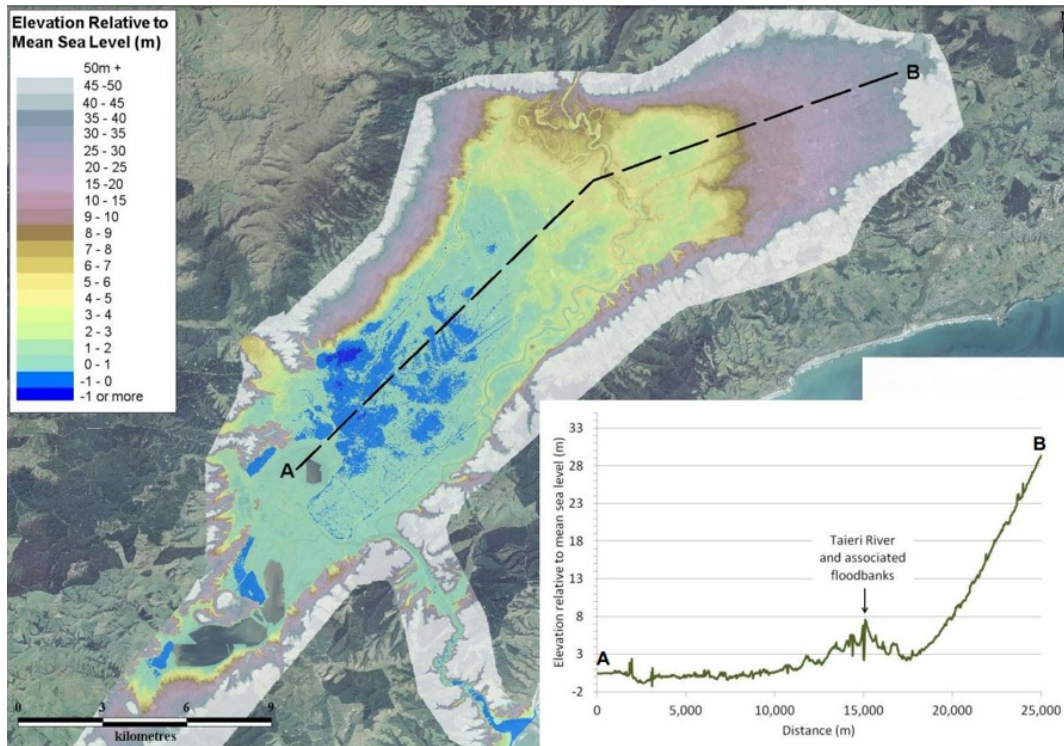 Elevation Relative to
Mean Sea Level (m)
50m +
45 -50
40 - 45
35 - 40
30 - 35
25 - 30
20 - 25
15 -20
10 - 15
9 - 10
8 - 9
7 - 8
6 - 7
5 - 6
4 - 5
3 - 4
2 - 3
1 - 2
0 - 1
-1 - 0
-1 or more
B
A
0 3 6 9
kilometres
Elevation relative to mean sea level (m)
33
28
23
18
13
8
3
-2
A
B
Taieri River
and associated
floodbanks
0 5,000 10,000 15,000 20,000 25,000
Distance (m)